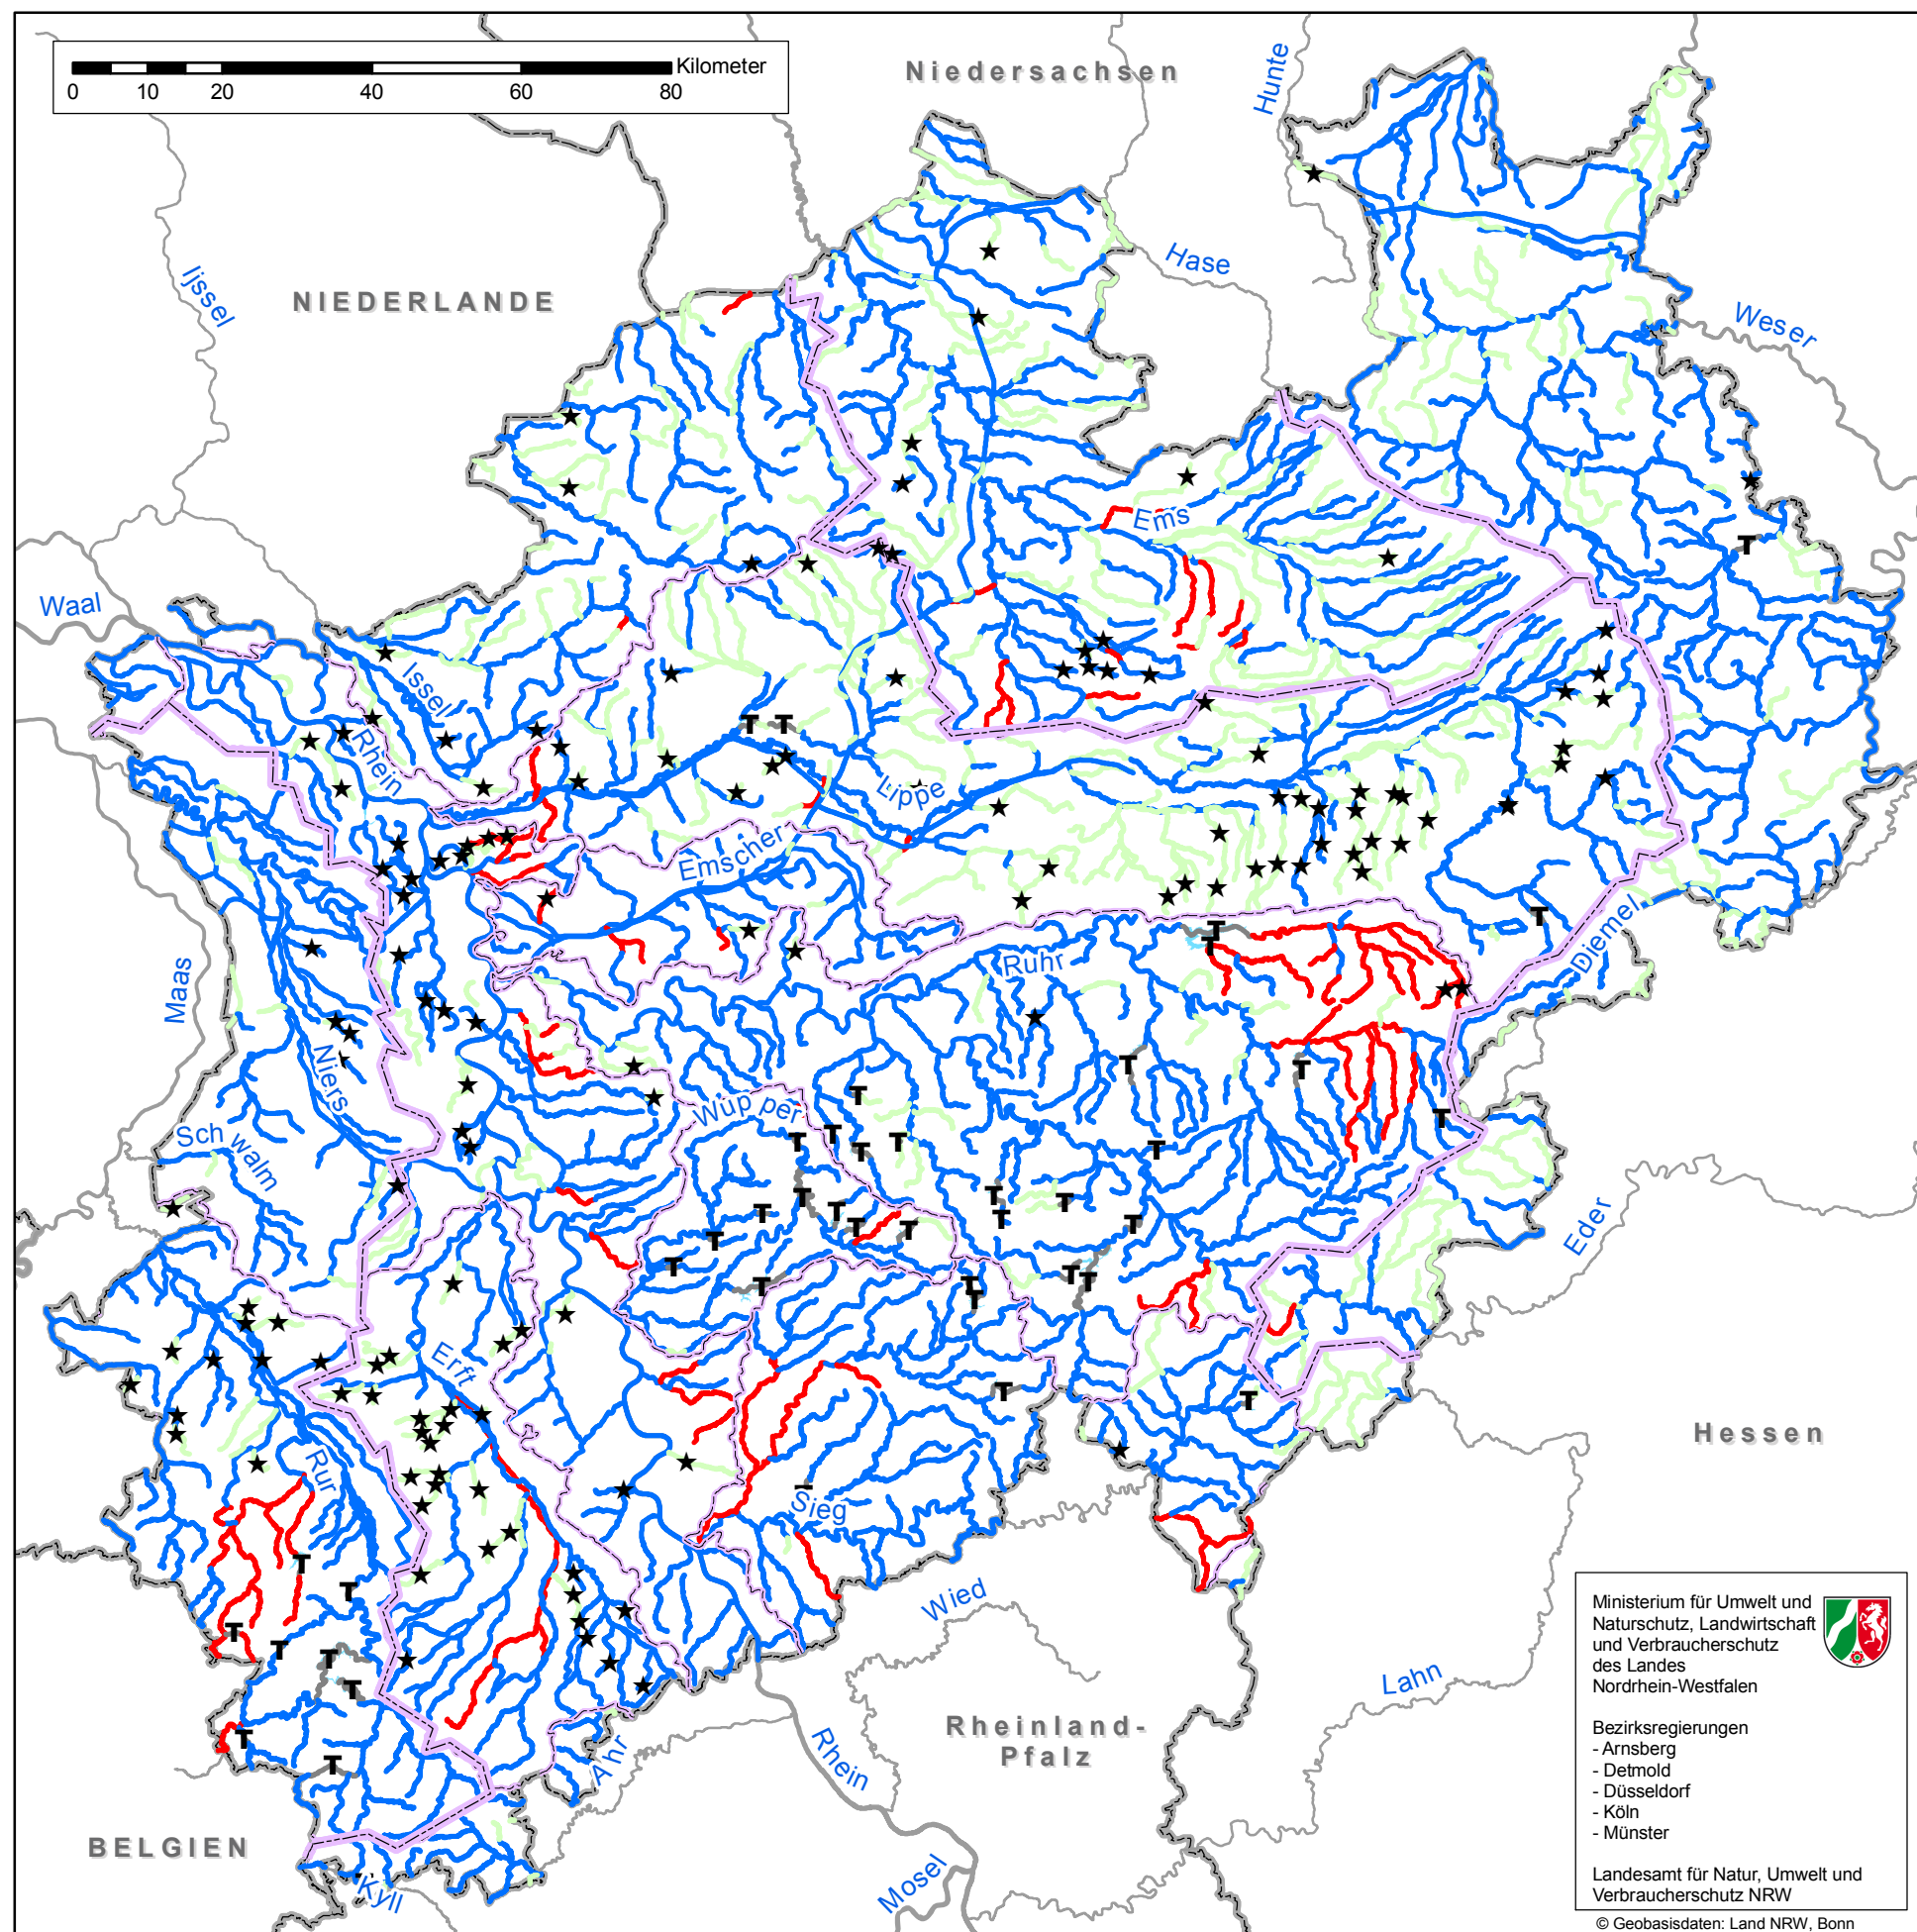 Kilometer
0 10 20 40 60 80
Niedersachsen
Hunte
Ijssel
NIEDERLANDE
Hase
Weser
Ems
Waal
Issel
Rhein
Lippe
Emscher
Maas
Ruhr
Diemel
Niers
Schwalm
Wupper
Eder
Erft
Rur
Sieg
Hessen
Wied
Lahn
Ahr
Rhein
Rheinland-
Pfalz
BELGIEN
Kyll
Mosel
Ministerium für Umwelt und
Naturschutz, Landwirtschaft
und Verbraucherschutz
des Landes
Nordrhein-Westfalen
Bezirksregierungen
- Arnsberg
- Detmold
- Düsseldorf
- Köln
- Münster
Landesamt für Natur, Umwelt und
Verbraucherschutz NRW
© Geobasisdaten: Land NRW, Bonn